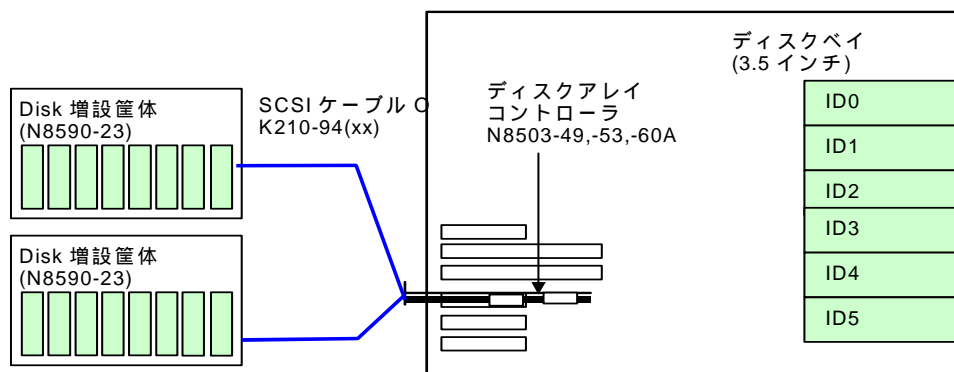 Disk 増設筐体
(N8590-23)
SCSI ケーブル O
K210-94(xx)
ディスクアレイ
コントローラ
N8503-49,-53,-60A
ディスクベイ
(3.5 インチ)
ID0
ID1
ID2
ID3
ID4
ID5
Disk 増設筐体
(N8590-23)